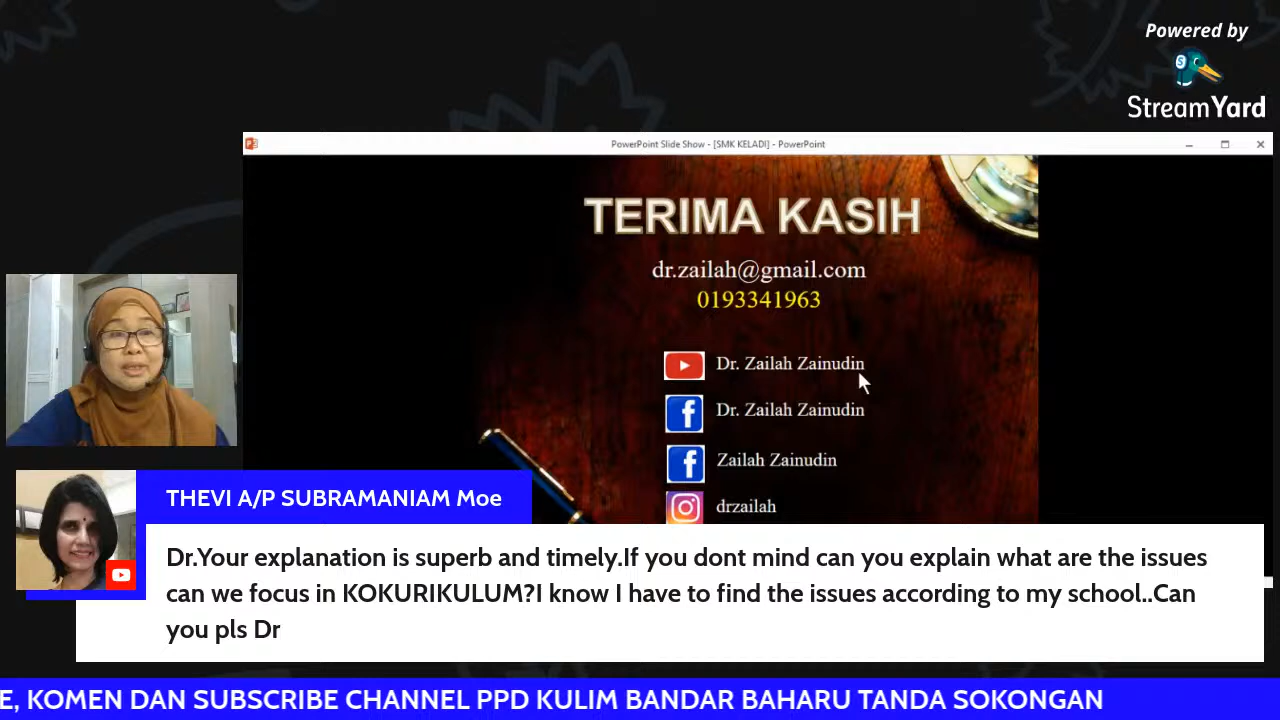 Powered by
StreamYard
PowerPoint Slide Show - [SMK KELADI] - PowerPoint
TERIMA KASIH
dr.zailah@gmail.com
0193341963
Dr. Zailah Zainudin
Dr. Zailah Zainudin
Zailah Zainudin
drzailah
THEVI A/P SUBRAMANIAM Moe
Dr.Your explanation is superb and timely.If you dont mind can you explain what are the issues
can we focus in KOKURIKULUM?I know I have to find the issues according to my school..Can
you pls Dr
E, KOMEN DAN SUBSCRIBE CHANNEL PPD KULIM BANDAR BAHARU TANDA SOKONGAN